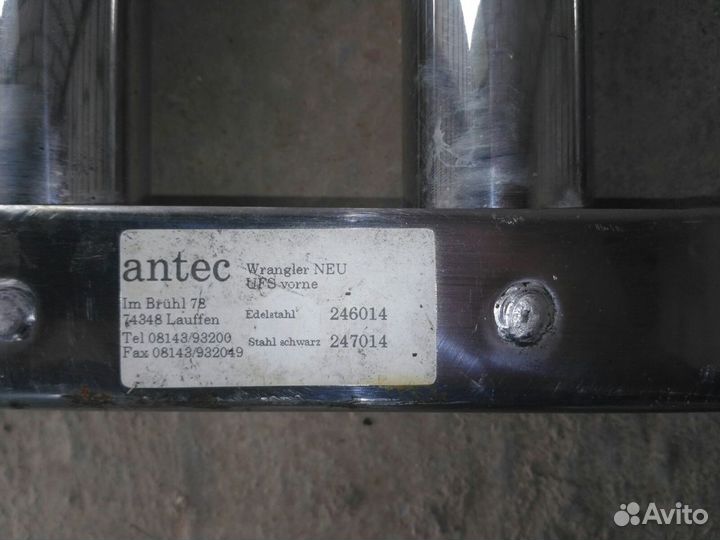 antec
Wrangler NEU
UFS vorne
Im Brühl 78
74348 Lauffen
Tel 08143/93200
Fax 08143/932049
Edelstahl 246014
Stahl schwarz 247014
Avito